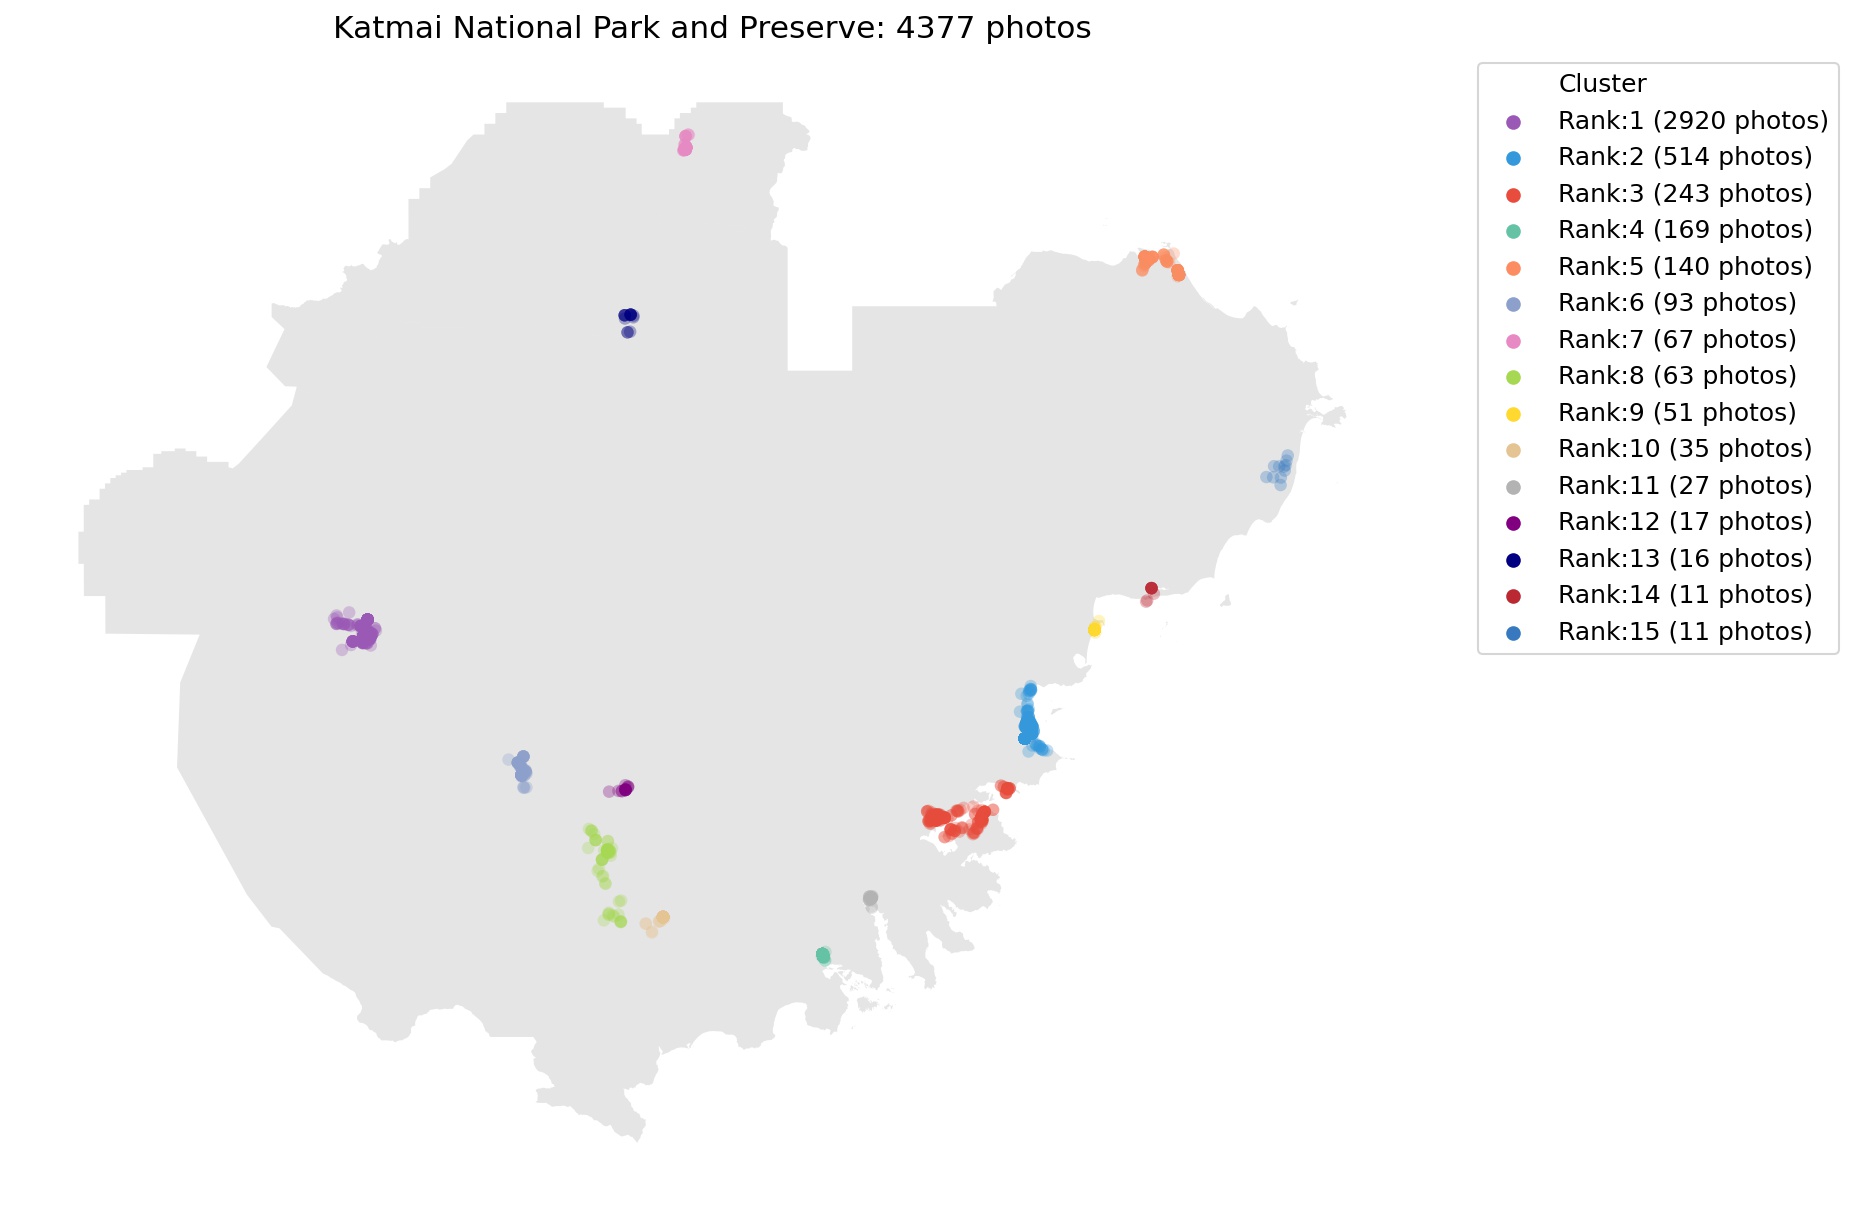 Katmai National Park and Preserve: 4377 photos
Cluster
Rank:1 (2920 photos)
Rank:2 (514 photos)
Rank:3 (243 photos)
Rank:4 (169 photos)
Rank:5 (140 photos)
Rank:6 (93 photos)
Rank:7 (67 photos)
Rank:8 (63 photos)
Rank:9 (51 photos)
Rank:10 (35 photos)
Rank:11 (27 photos)
Rank:12 (17 photos)
Rank:13 (16 photos)
Rank:14 (11 photos)
Rank:15 (11 photos)